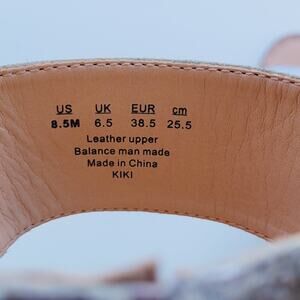 US UK EUR cm
8.5M 6.5 38.5 25.5
Leather upper
Balance man made
Made in China
KIKI